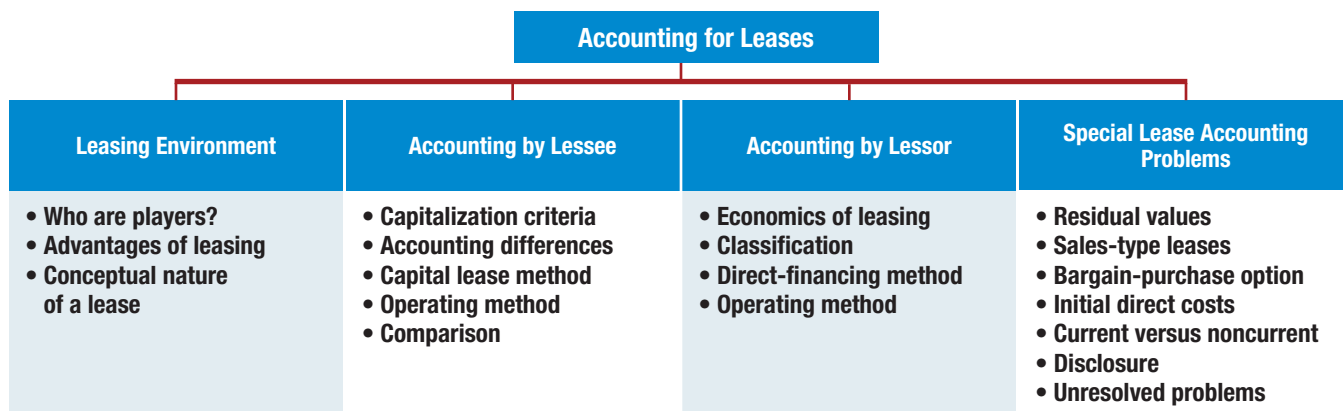 Accounting for Leases
Leasing Environment
• Who are players?
• Advantages of leasing
• Conceptual nature
of a lease
Accounting by Lessee
• Capitalization criteria
• Accounting differences
• Capital lease method
• Operating method
• Comparison
Accounting by Lessor
• Economics of leasing
• Classification
• Direct-financing method
• Operating method
Special Lease Accounting
Problems
• Residual values
• Sales-type leases
• Bargain-purchase option
• Initial direct costs
• Current versus noncurrent
• Disclosure
• Unresolved problems